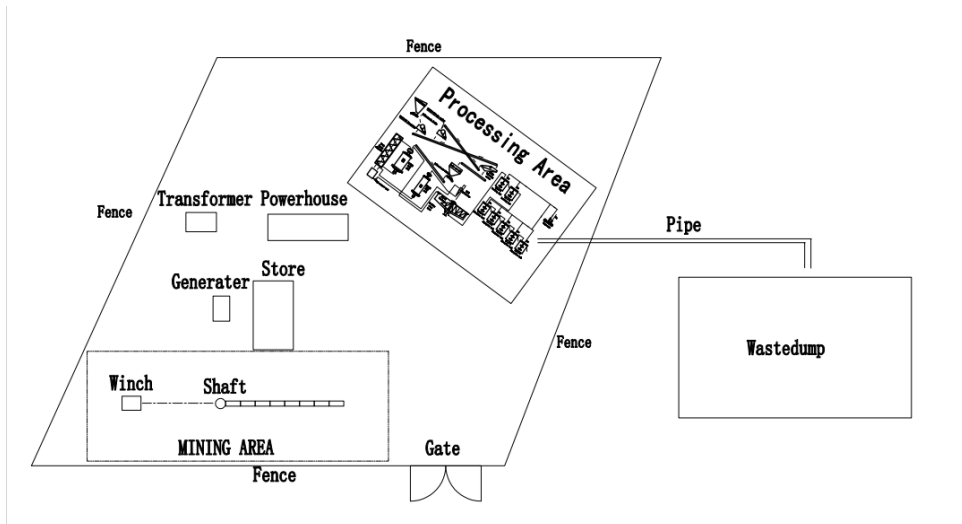 Fence
Processing Area
Transformer Powerhouse
Fence
Pipe
Generater
Store
Fence
Wastedump
Winch
Shaft
MINING AREA
Gate
Fence